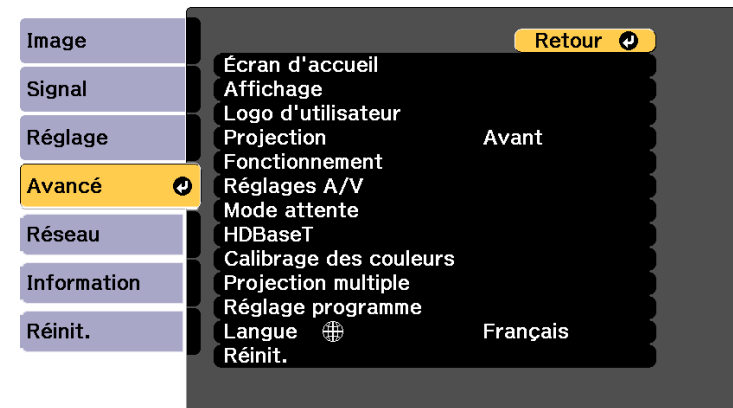 Image
Signal
Réglage
Avancé
Réseau
Information
Réinit.
Retour
Écran d'accueil
Affichage
Logo d'utilisateur
Projection Avant
Fonctionnement
Réglages A/V
Mode attente
HDBaseT
Calibrage des couleurs
Projection multiple
Réglage programme
Langue Français
Réinit.